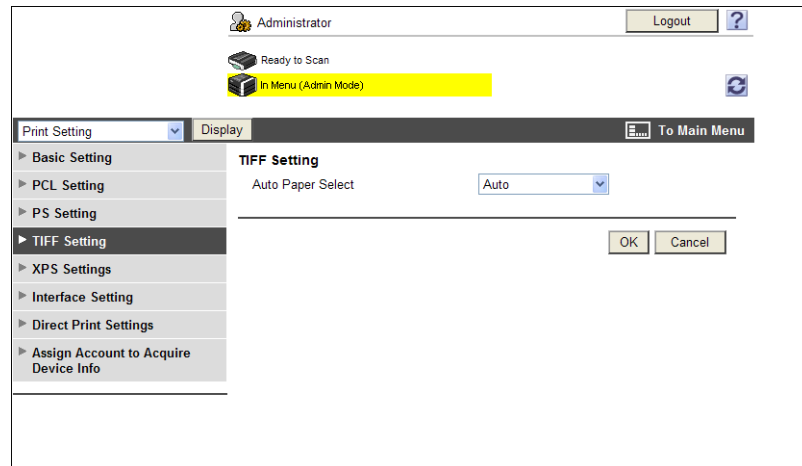 Administrator
Logout
?
Ready to Scan
In Menu (Admin Mode)
Print Setting
Display
To Main Menu
Basic Setting
PCL Setting
PS Setting
TIFF Setting
XPS Settings
Interface Setting
Direct Print Settings
Assign Account to Acquire
Device Info
TIFF Setting
Auto Paper Select
Auto
OK
Cancel